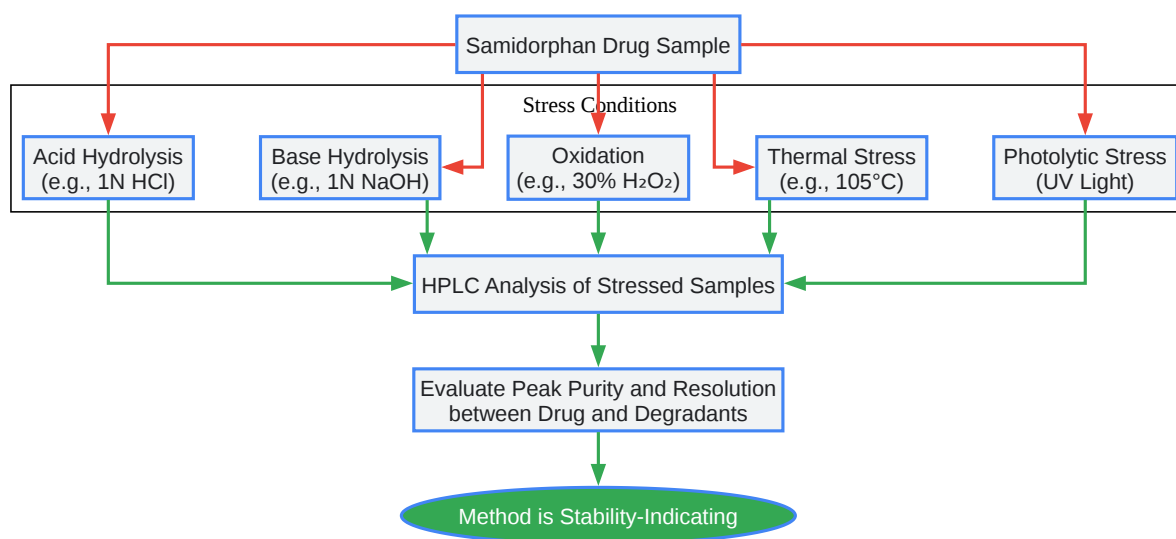 Samidorphan Drug Sample
Stress Conditions
Acid Hydrolysis
(e.g., 1N HCl)
Base Hydrolysis
(e.g., 1N NaOH)
Oxidation
(e.g., 30% H₂O₂)
Thermal Stress
(e.g., 105°C)
Photolytic Stress
(UV Light)
HPLC Analysis of Stressed Samples
Evaluate Peak Purity and Resolution
between Drug and Degradants
Method is Stability-Indicating